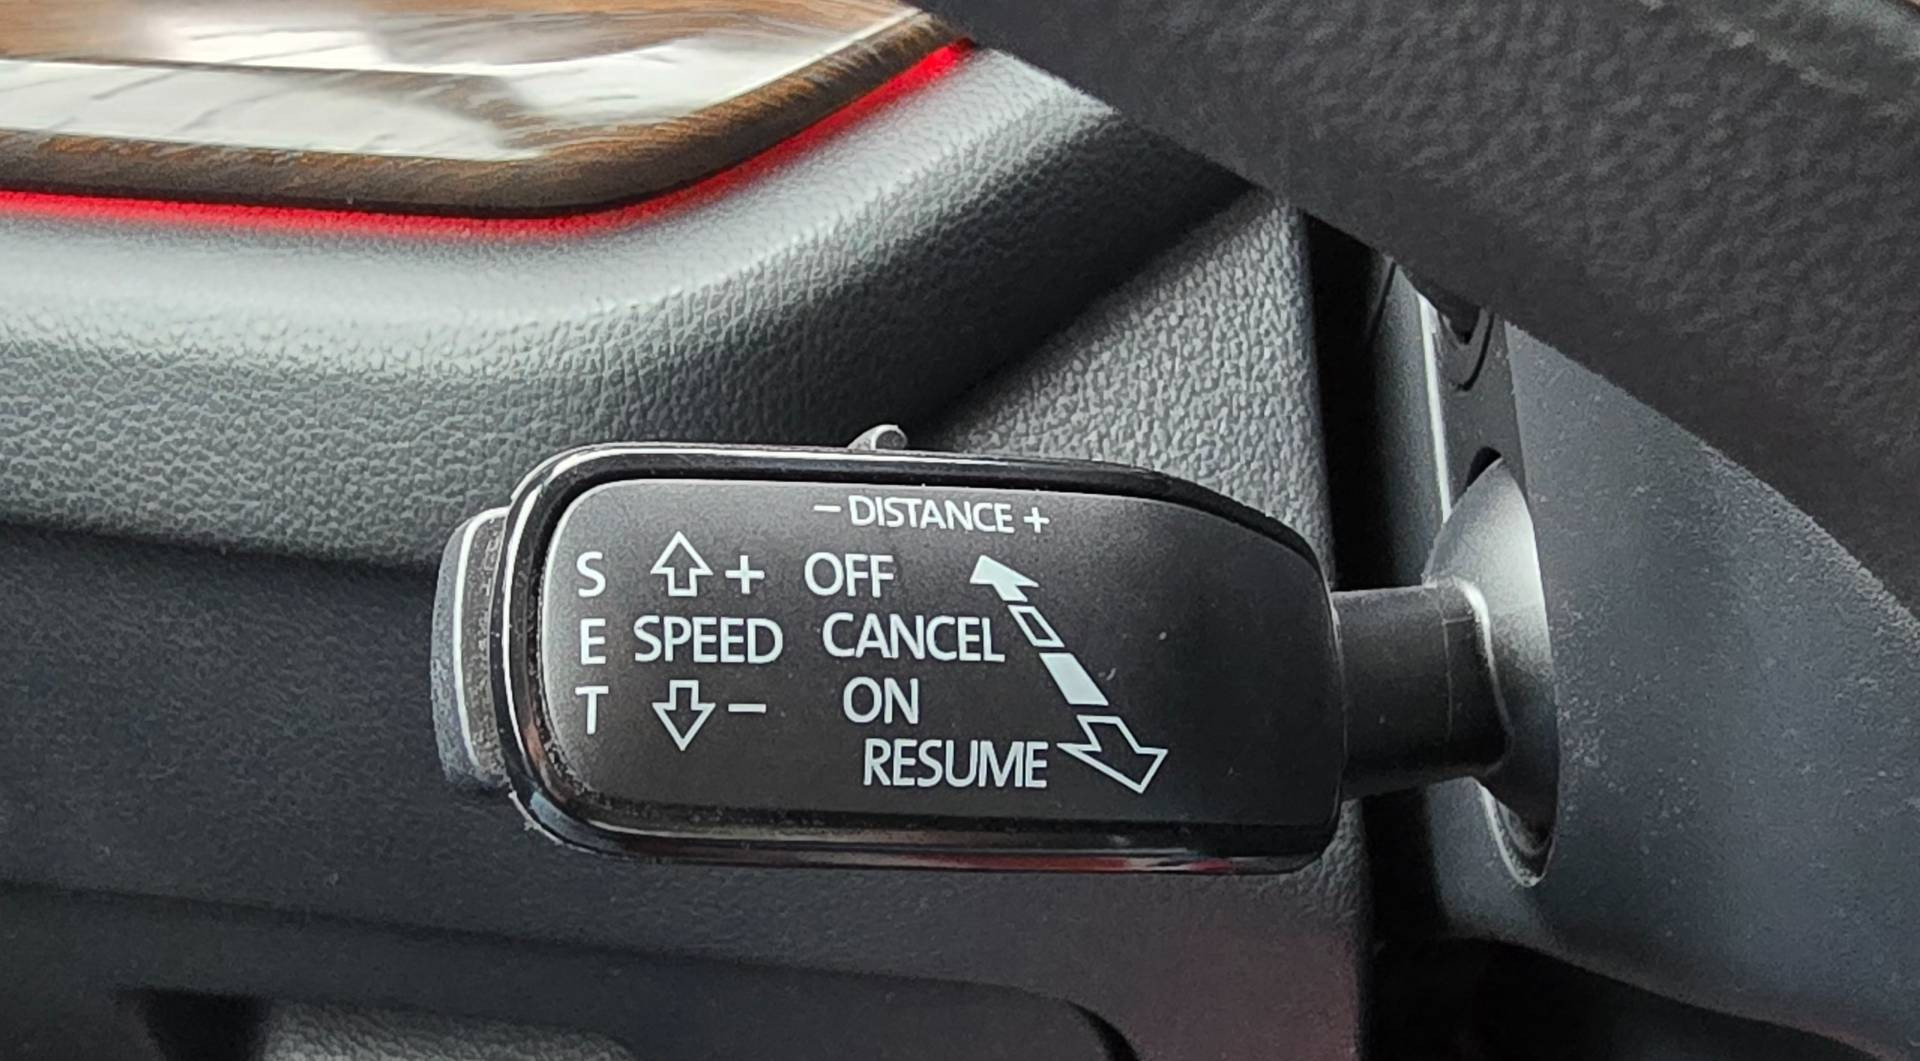 – DISTANCE +
S + OFF
E SPEED CANCEL
T – ON
RESUME